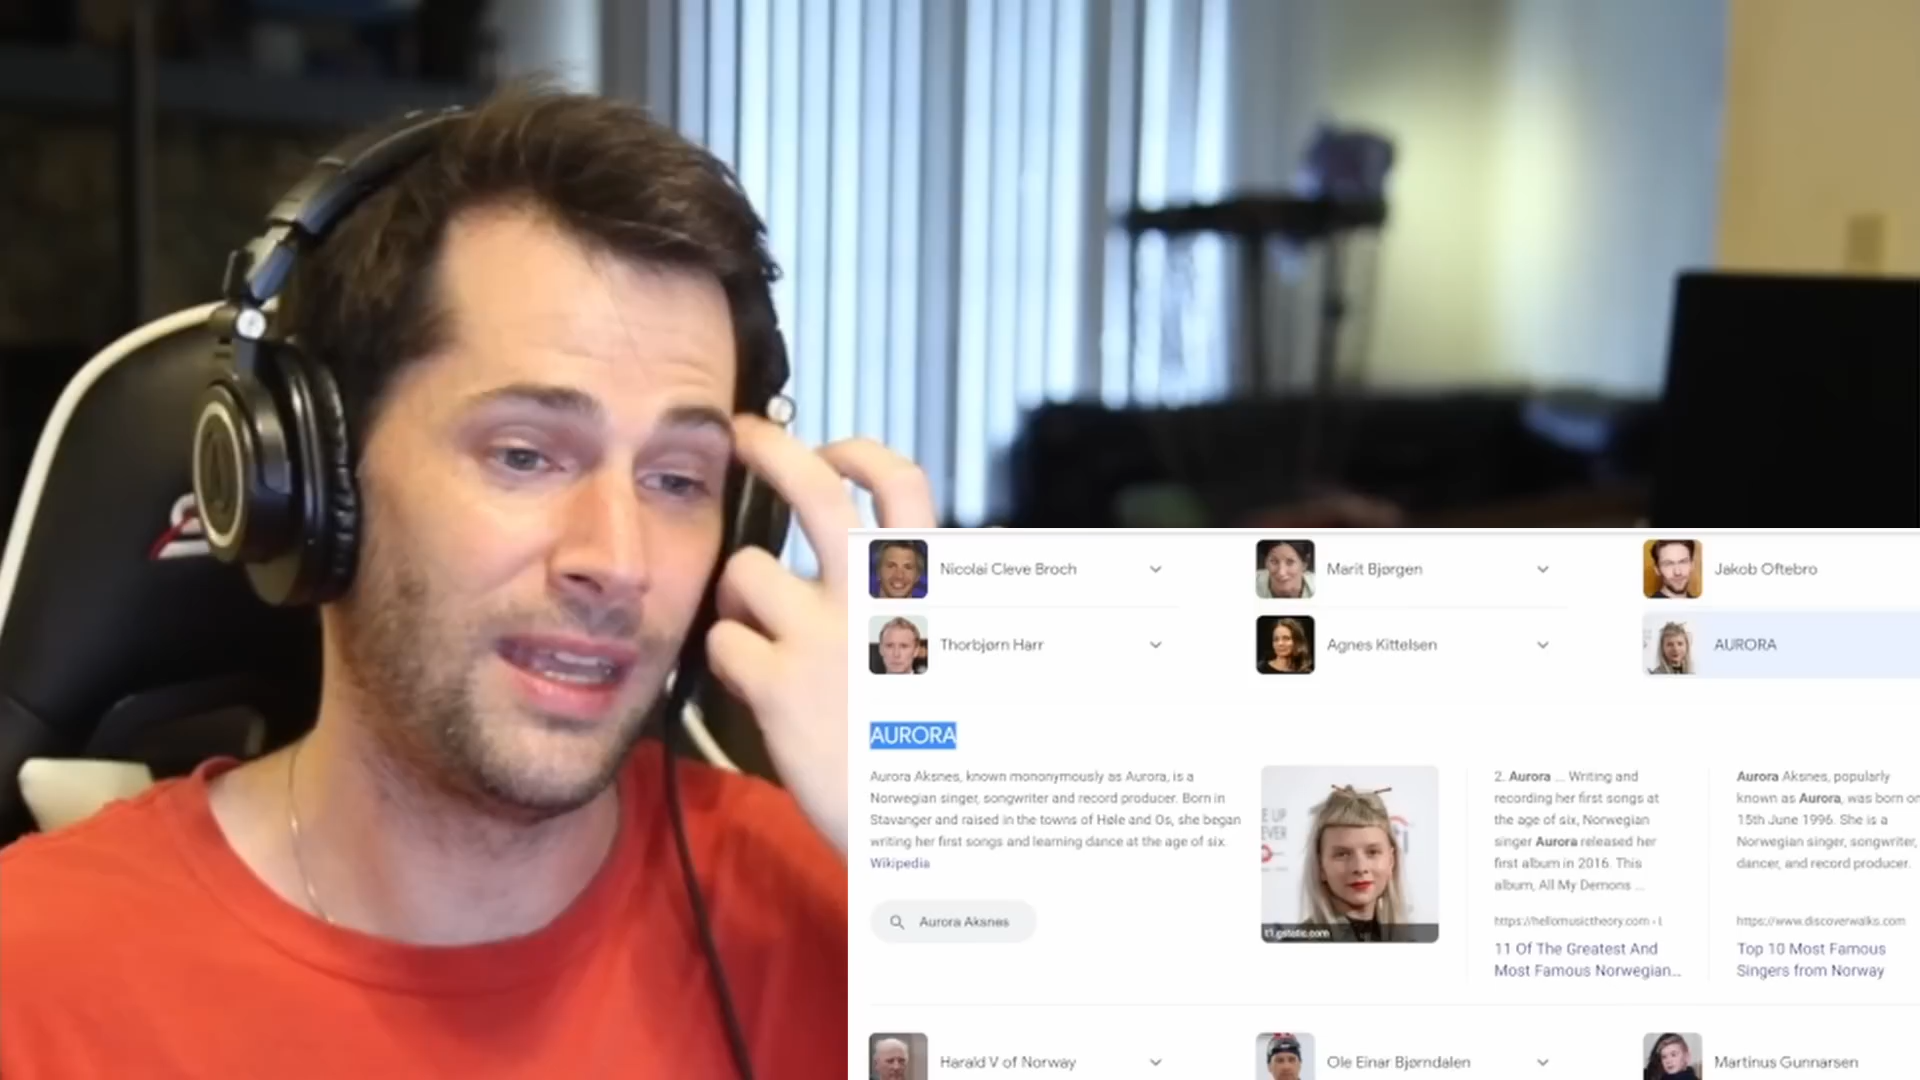 Nicolai Cleve Broch
Marit Bjørgen
Jakob Oftebro
Thorbjørn Harr
Agnes Kittelsen
AURORA
AURORA
Aurora Aksnes, known mononymously as Aurora, is a
Norwegian singer, songwriter and record producer. Born in
Stavanger and raised in the towns of Høle and Os, she began
writing her first songs and learning dance at the age of six.
Wikipedia
Aurora Aksnes
E UP
EVER
t1.gstatic.com
2. Aurora ... Writing and
recording her first songs at
the age of six, Norwegian
singer Aurora released her
first album in 2016. This
album, All My Demons ...
https://hellomusictheory.com › l
11 Of The Greatest And
Most Famous Norwegian...
Aurora Aksnes, popularly
known as Aurora, was born on
15th June 1996. She is a
Norwegian singer, songwriter,
dancer, and record producer.
https://www.discoverwalks.com
Top 10 Most Famous
Singers from Norway
Harald V of Norway
Ole Einar Bjørndalen
Martinus Gunnarsen